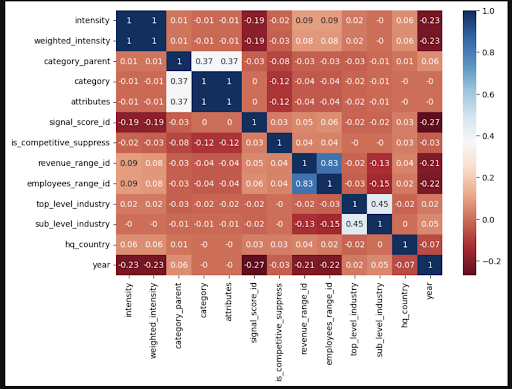 intensity 1 1 0.01 -0.01 -0.01 -0.19 -0.02 0.09 0.09 0.02 -0 0.06 -0.23
weighted_intensity 1 1 0.01 -0.01 -0.01 -0.19 -0.03 0.08 0.08 0.02 -0 0.06 -0.23
category_parent 0.01 0.01 1 0.37 0.37 -0.03 -0.08 -0.03 -0.03 -0.02 -0.01 0.01 0.06
category -0.01 -0.01 0.37 1 1 0 -0.12 -0.04 -0.04 -0.02 -0.01 -0 -0
attributes -0.01 -0.01 0.37 1 1 0 -0.12 -0.04 -0.04 -0.02 -0.01 -0 -0
signal_score_id -0.19 -0.19 -0.03 0 0 1 0.03 0.05 0.06 -0.02 -0.02 0.03 -0.27
is_competitive_suppress -0.02 -0.03 -0.08 -0.12 -0.12 0.03 1 0.04 0.04 -0 -0 0.03 -0.03
revenue_range_id 0.09 0.08 -0.03 -0.04 -0.04 0.05 0.04 1 0.83 -0.02 -0.13 0.04 -0.21
employees_range_id 0.09 0.08 -0.03 -0.04 -0.04 0.06 0.04 0.83 1 -0.03 -0.15 0.02 -0.22
top_level_industry 0.02 0.02 -0.02 -0.02 -0.02 -0.02 -0 -0.02 -0.03 1 0.45 -0.02 0.02
sub_level_industry -0 -0 -0.01 -0.01 -0.01 -0.02 -0 -0.13 -0.15 0.45 1 0 0.05
hq_country 0.06 0.06 0.01 -0 -0 0.03 0.03 0.04 0.02 -0.02 0 1 -0.07
year -0.23 -0.23 0.06 -0 -0 -0.27 -0.03 -0.21 -0.22 0.02 0.05 -0.07 1
intensity
weighted_intensity
category_parent
category
attributes
signal_score_id
is_competitive_suppress
revenue_range_id
employees_range_id
top_level_industry
sub_level_industry
hq_country
year
1.0
0.8
0.6
0.4
0.2
0.0
-0.2